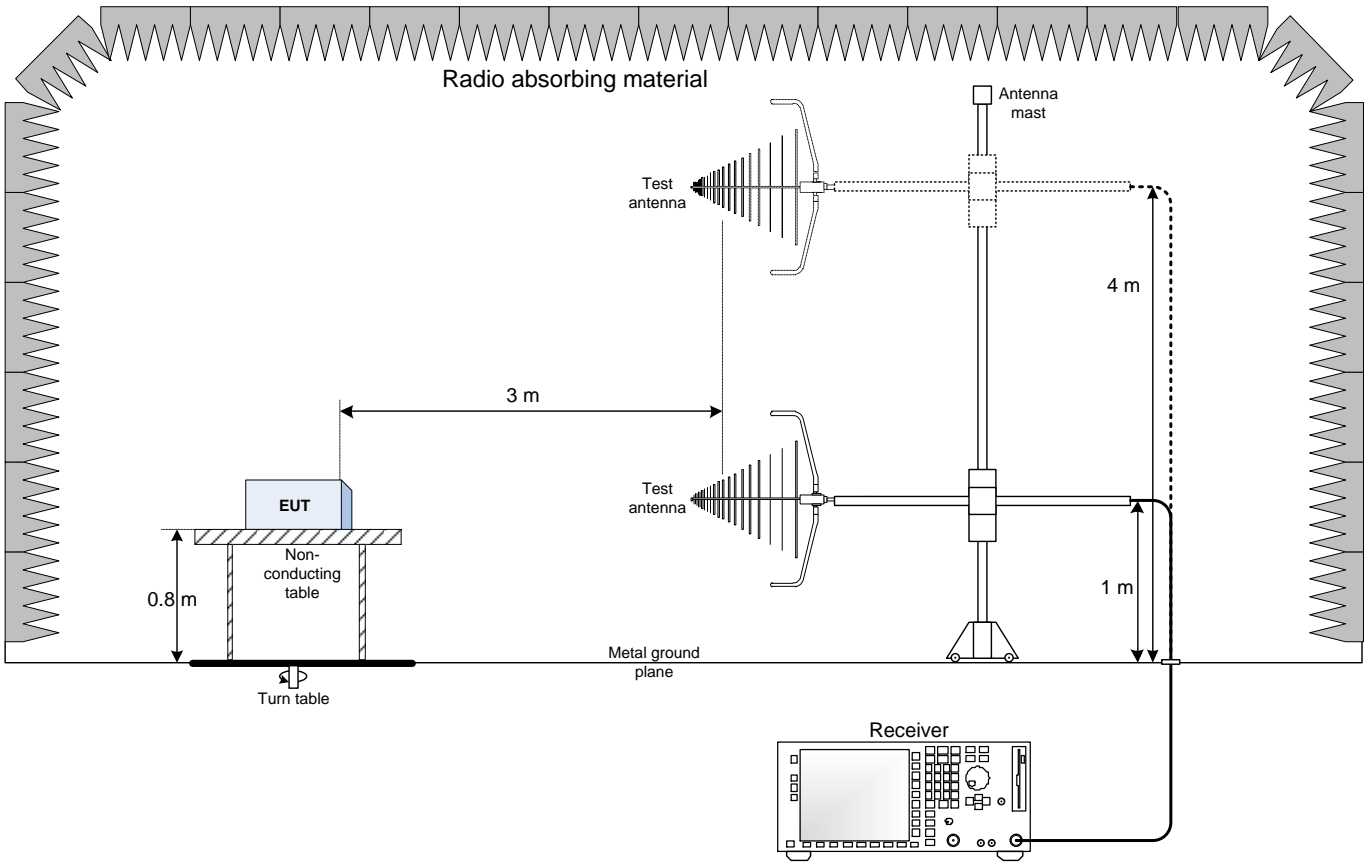 Radio absorbing material
Antenna
mast
Test
antenna
4 m
3 m
EUT
Test
antenna
Non-
conducting
table
0.8 m
1 m
Metal ground
plane
Turn table
Receiver